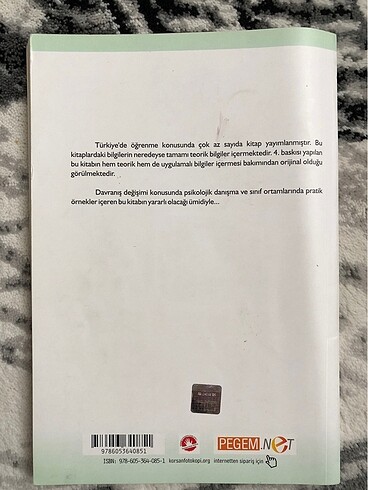 Türkiye'de öğrenme konusunda çok az sayıda kitap yayımlanmıştır. Bu
kitaplardaki bilgilerin neredeyse tamamı teorik bilgiler içermektedir. 4. baskısı yapılan
bu kitabın hem teorik hem de uygulamalı bilgiler içermesi bakımından orijinal olduğu
görülmektedir.
Davranış değişimi konusunda psikolojik danışma ve sınıf ortamlarında pratik
örnekler içeren bu kitabın yararlı olacağı ümidiyle...
9786053640851
PEGEM.NET
ISBN: 978-605-364-085-1 korsanfotokopi.org internetten sipariş için